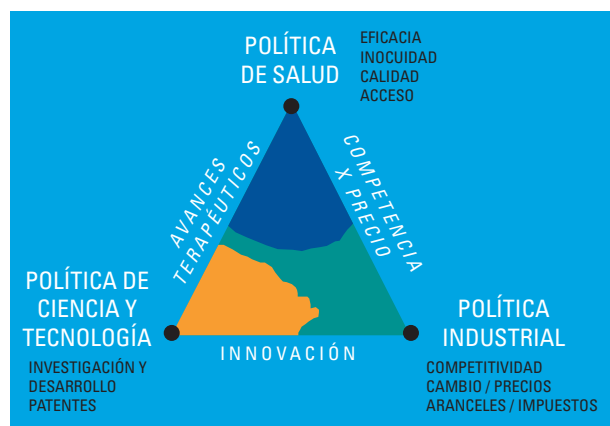 POLÍTICA
DE SALUD
EFICACIA
INOCUIDAD
CALIDAD
ACCESO
AVANCES
TERAPÉUTICOS
COMPETENCIA
X PRECIO
POLÍTICA DE
CIENCIA Y
TECNOLOGÍA
INVESTIGACIÓN Y
DESARROLLO
PATENTES
INNOVACIÓN
POLÍTICA
INDUSTRIAL
COMPETITIVIDAD
CAMBIO / PRECIOS
ARANCELES / IMPUESTOS